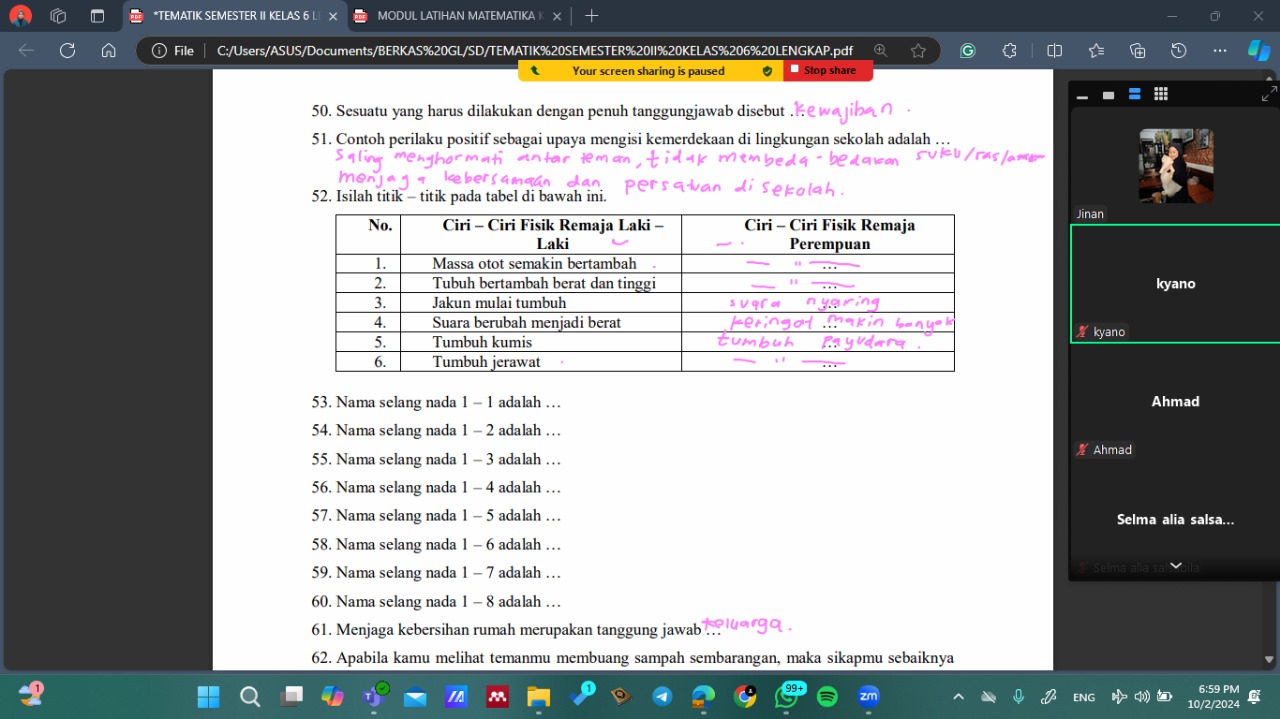 *TEMATIK SEMESTER II KELAS 6 LE
MODUL LATIHAN MATEMATIKA K
File C:/Users/ASUS/Documents/BERKAS%20GL/SD/TEMATIK%20SEMESTER%20II%20KELAS%206%20LENGKAP.pdf
Your screen sharing is paused Stop share
50. Sesuatu yang harus dilakukan dengan penuh tanggungjawab disebut … kewajiban .
51. Contoh perilaku positif sebagai upaya mengisi kemerdekaan di lingkungan sekolah adalah …
saling menghormati antar teman, tidak membeda-bedakan suku/ras/
menjaga kebersamaan dan persatuan di sekolah.
52. Isilah titik – titik pada tabel di bawah ini.
No. Ciri – Ciri Fisik Remaja Laki – Ciri – Ciri Fisik Remaja
Laki Perempuan
1. Massa otot semakin bertambah — " — …
2. Tubuh bertambah berat dan tinggi — " — …
3. Jakun mulai tumbuh suara nyaring
4. Suara berubah menjadi berat keringat … makin banyak
5. Tumbuh kumis tumbuh … payudara .
6. Tumbuh jerawat — " — …
53. Nama selang nada 1 – 1 adalah …
54. Nama selang nada 1 – 2 adalah …
55. Nama selang nada 1 – 3 adalah …
56. Nama selang nada 1 – 4 adalah …
57. Nama selang nada 1 – 5 adalah …
58. Nama selang nada 1 – 6 adalah …
59. Nama selang nada 1 – 7 adalah …
60. Nama selang nada 1 – 8 adalah …
61. Menjaga kebersihan rumah merupakan tanggung jawab … keluarga .
62. Apabila kamu melihat temanmu membuang sampah sembarangan, maka sikapmu sebaiknya
Jinan
kyano
kyano
Ahmad
Ahmad
Selma alia salsa...
Selma alia salsabila
1
1
99+
zm
ENG
6:59 PM
10/2/2024